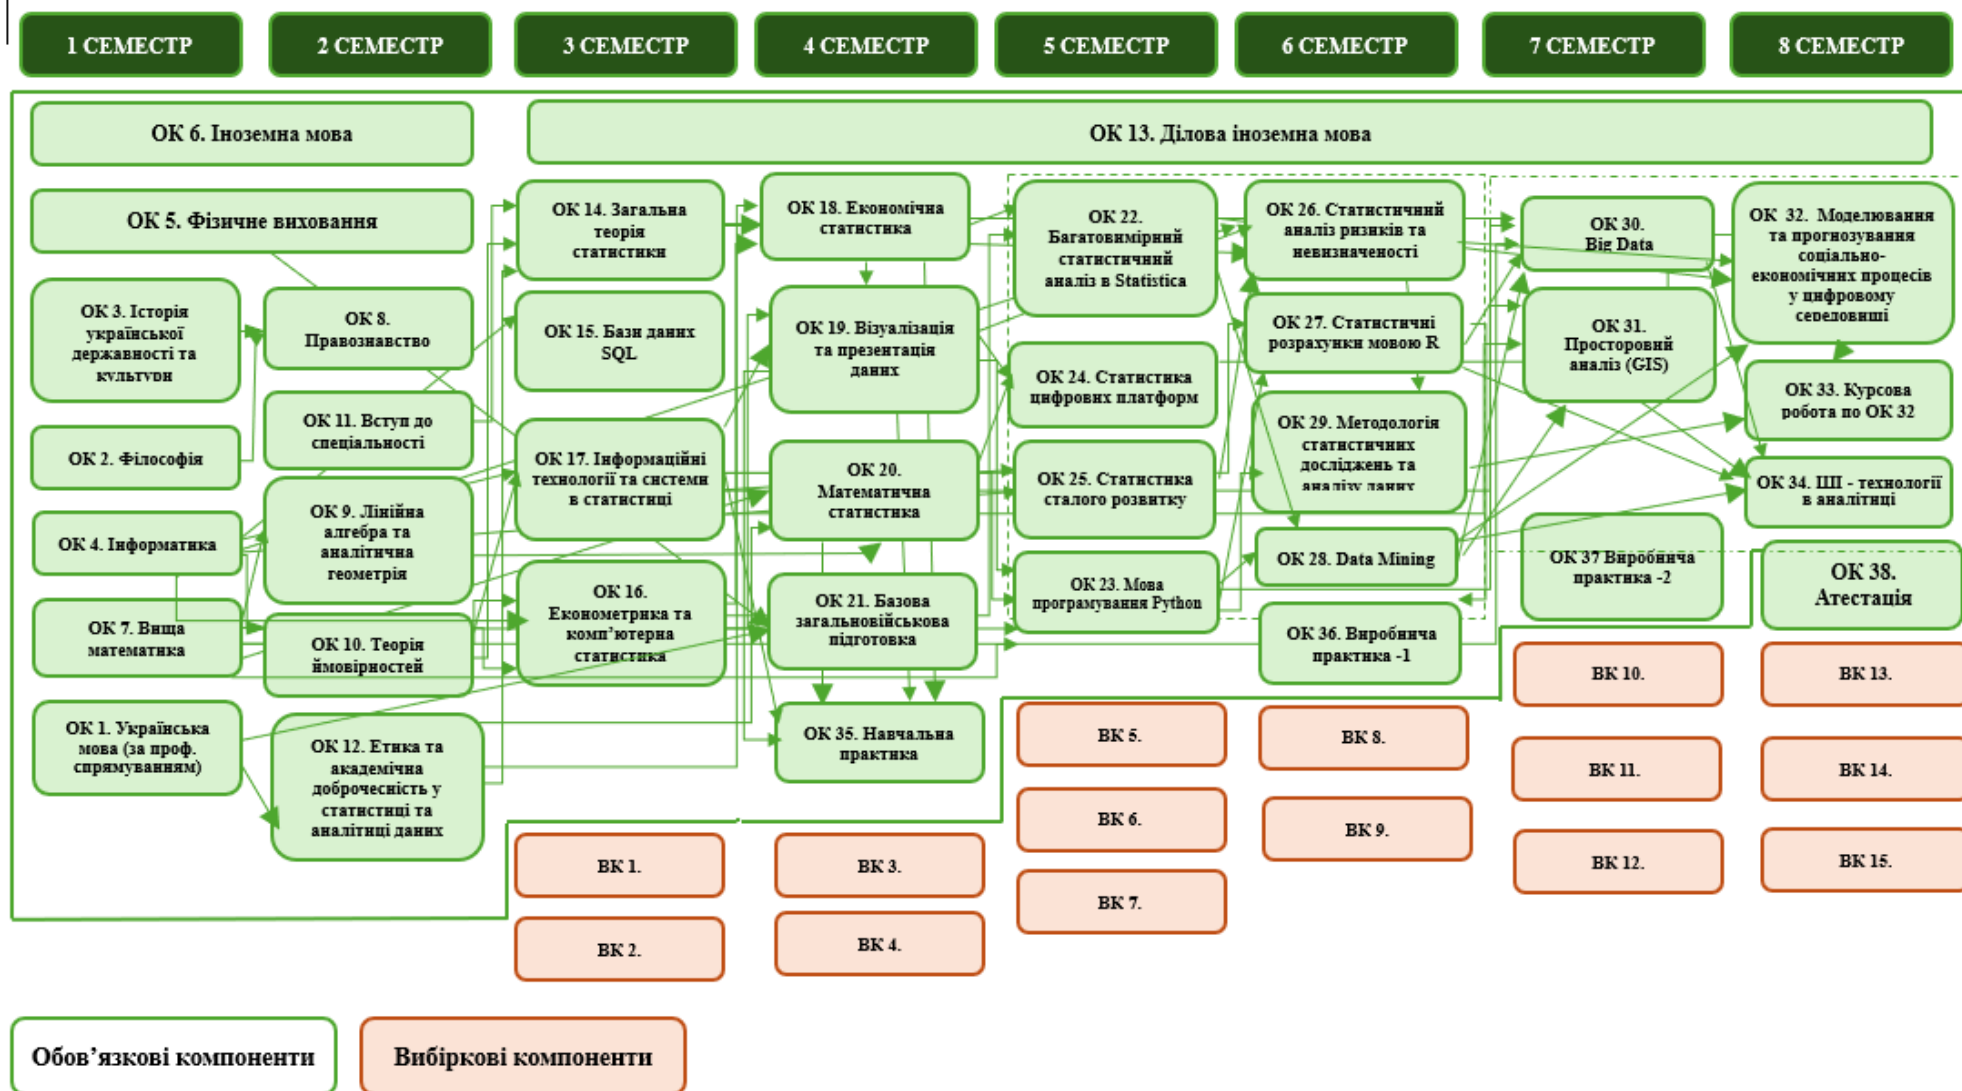 1 СЕМЕСТР
2 СЕМЕСТР
3 СЕМЕСТР
4 СЕМЕСТР
5 СЕМЕСТР
6 СЕМЕСТР
7 СЕМЕСТР
8 СЕМЕСТР
ОК 6. Іноземна мова
ОК 13. Ділова іноземна мова
ОК 5. Фізичне виховання
ОК 3. Історія
української
державності та
культури
ОК 2. Філософія
ОК 4. Інформатика
ОК 7. Вища
математика
ОК 1. Українська
мова (за проф.
спрямуванням)
ОК 8.
Правознавство
ОК 11. Вступ до
спеціальності
ОК 9. Лінійна
алгебра та
аналітична
геометрія
ОК 10. Теорія
ймовірностей
ОК 12. Етика та
академічна
доброчесність у
статистиці та
аналітиці даних
ОК 14. Загальна
теорія
статистики
ОК 15. Бази даних
SQL
ОК 17. Інформаційні
технології та системи
в статистиці
ОК 16.
Економетрика та
комп’ютерна
статистика
ВК 1.
ВК 2.
ОК 18. Економічна
статистика
ОК 19. Візуалізація
та презентація
даних
ОК 20.
Математична
статистика
ОК 21. Базова
загальновійськова
підготовка
ОК 35. Навчальна
практика
ВК 3.
ВК 4.
ОК 22.
Багатовимірний
статистичний
аналіз в Statistica
ОК 24. Статистика
цифрових платформ
ОК 25. Статистика
сталого розвитку
ОК 23. Мова
програмування Python
ВК 5.
ВК 6.
ВК 7.
ОК 26. Статистичний
аналіз ризиків та
невизначеності
ОК 27. Статистичні
розрахунки мовою R
ОК 29. Методологія
статистичних
досліджень та
аналізу даних
ОК 28. Data Mining
ОК 36. Виробнича
практика -1
ВК 8.
ВК 9.
ОК 30.
Big Data
ОК 31.
Просторовий
аналіз (GIS)
ОК 37 Виробнича
практика -2
ВК 10.
ВК 11.
ВК 12.
ОК 32. Моделювання
та прогнозування
соціально-
економічних процесів
у цифровому
середовищі
ОК 33. Курсова
робота по ОК 32
ОК 34. ШІ - технології
в аналітиці
ОК 38.
Атестація
ВК 13.
ВК 14.
ВК 15.
Обов’язкові компоненти
Вибіркові компоненти